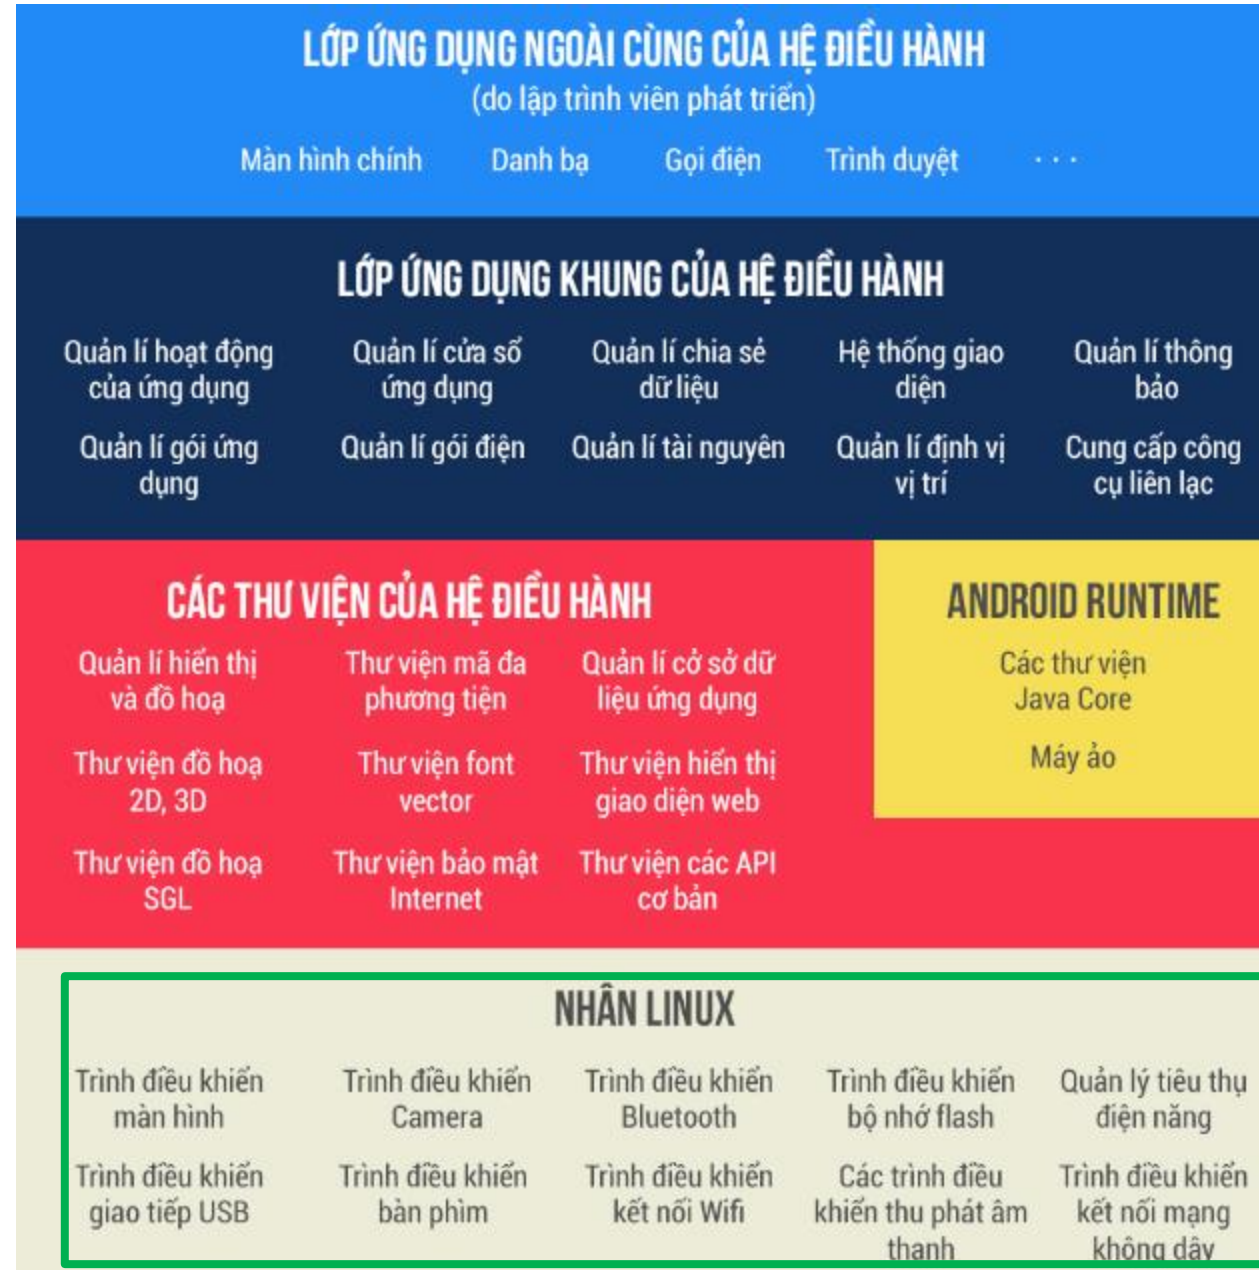 LỚP ỨNG DỤNG NGOÀI CÙNG CỦA HỆ ĐIỀU HÀNH
(do lập trình viên phát triển)
Màn hình chính Danh bạ Gọi điện Trình duyệt . . .
LỚP ỨNG DỤNG KHUNG CỦA HỆ ĐIỀU HÀNH
Quản lí hoạt động của ứng dụng
Quản lí cửa sổ ứng dụng
Quản lí chia sẻ dữ liệu
Hệ thống giao diện
Quản lí thông báo
Quản lí gói ứng dụng
Quản lí gói điện
Quản lí tài nguyên
Quản lí định vị vị trí
Cung cấp công cụ liên lạc
CÁC THƯ VIỆN CỦA HỆ ĐIỀU HÀNH
Quản lí hiển thị và đồ hoạ
Thư viện mã đa phương tiện
Quản lí cở sở dữ liệu ứng dụng
Thư viện đồ hoạ 2D, 3D
Thư viện font vector
Thư viện hiển thị giao diện web
Thư viện đồ hoạ SGL
Thư viện bảo mật Internet
Thư viện các API cơ bản
ANDROID RUNTIME
Các thư viện Java Core
Máy ảo
NHÂN LINUX
Trình điều khiển màn hình
Trình điều khiển Camera
Trình điều khiển Bluetooth
Trình điều khiển bộ nhớ flash
Quản lý tiêu thụ điện năng
Trình điều khiển giao tiếp USB
Trình điều khiển bàn phìm
Trình điều khiển kết nối Wifi
Các trình điều khiển thu phát âm thanh
Trình điều khiển kết nối mạng không dây